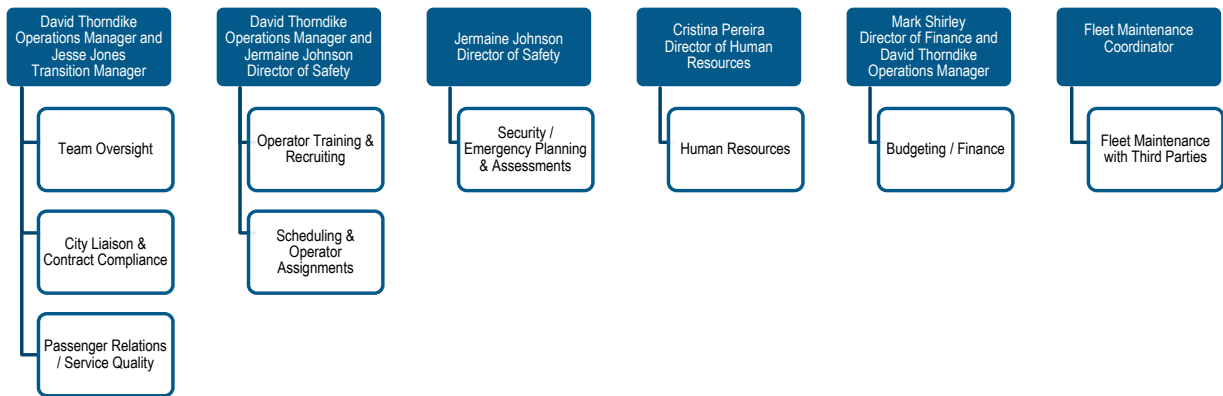 David Thorndike
Operations Manager and
Jesse Jones
Transition Manager
Team Oversight
City Liaison &
Contract Compliance
Passenger Relations
/ Service Quality
David Thorndike
Operations Manager and
Jermaine Johnson
Director of Safety
Operator Training &
Recruiting
Scheduling &
Operator
Assignments
Jermaine Johnson
Director of Safety
Security /
Emergency Planning
& Assessments
Cristina Pereira
Director of Human
Resources
Human Resources
Mark Shirley
Director of Finance and
David Thorndike
Operations Manager
Budgeting / Finance
Fleet Maintenance
Coordinator
Fleet Maintenance
with Third Parties